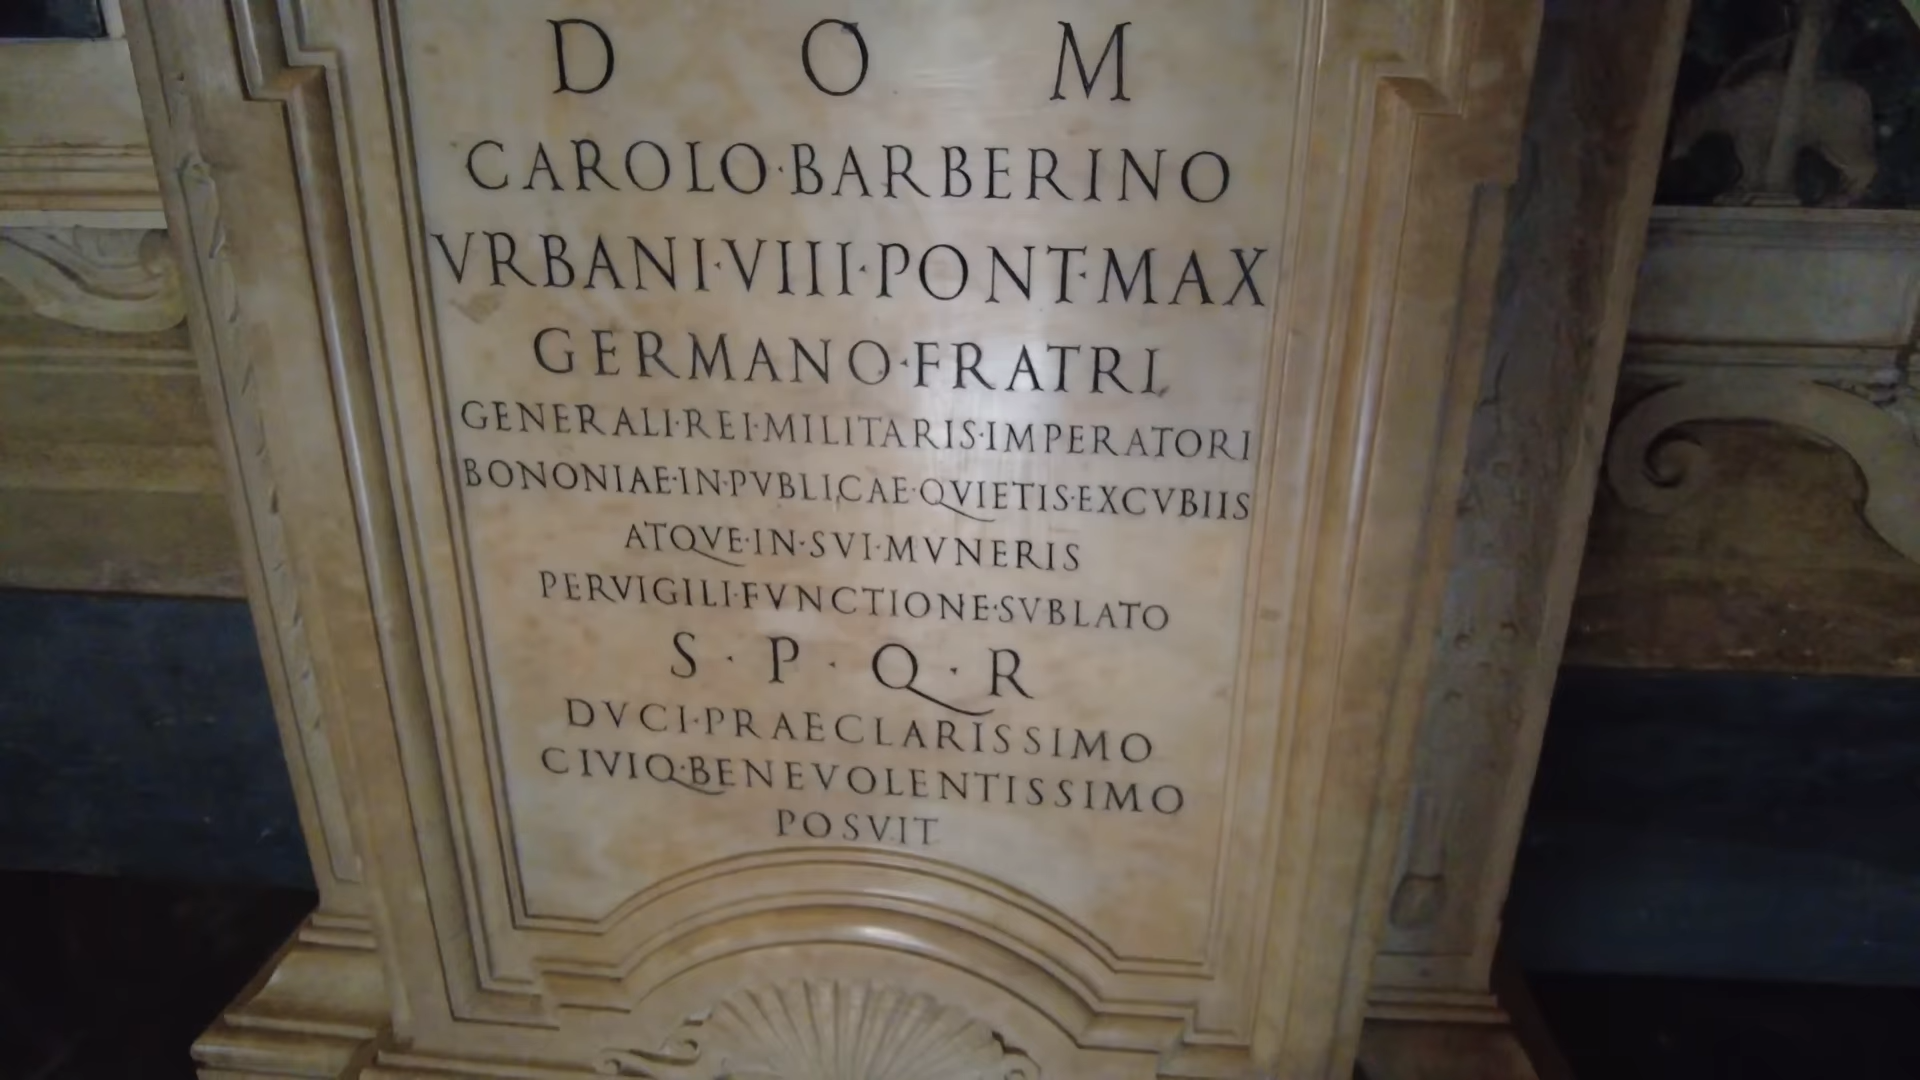 D O M
CAROLO·BARBERINO
VRBANI·VIII·PONT·MAX
GERMANO·FRATRI
GENERALI·REI·MILITARIS·IMPERATORI
BONONIAE·IN·PVBLICAE·QVIETIS·EXCVBIIS
ATQVE·IN·SVI·MVNERIS
PERVIGILI·FVNCTIONE·SVBLATO
S·P·Q·R
DVCI·PRAECLARISSIMO
CIVIQ·BENEVOLENTISSIMO
POSVIT